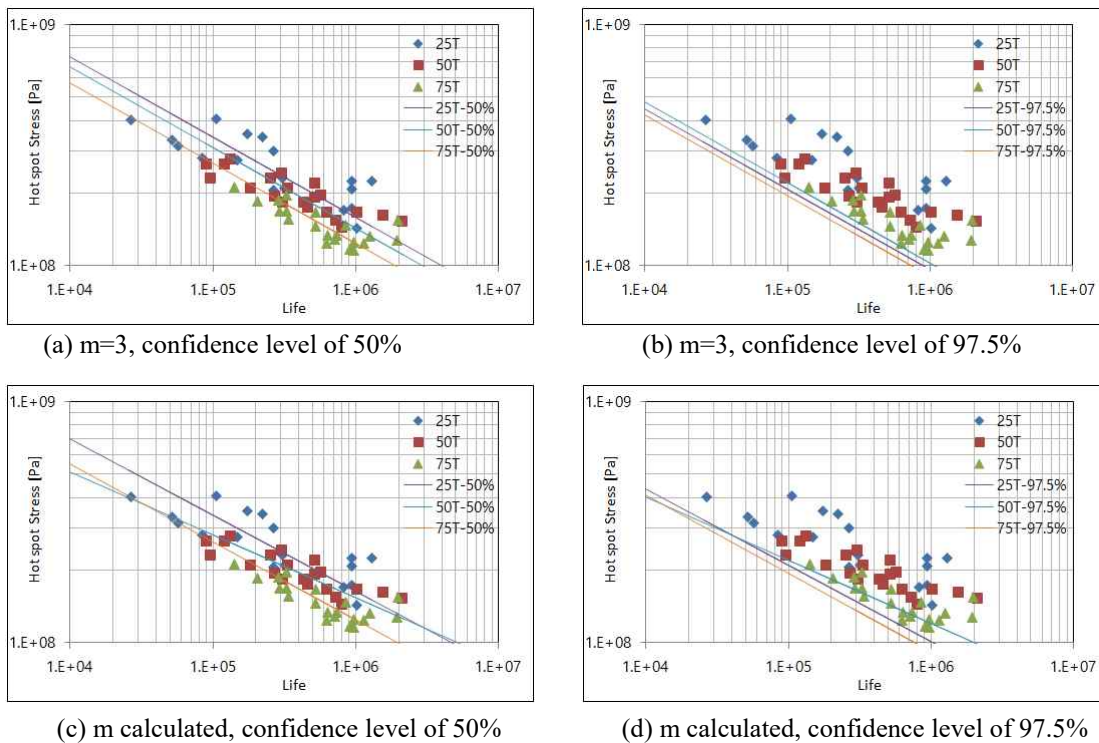 1.E+09
Hot spot Stress [Pa]
25T
50T
75T
25T-50%
50T-50%
75T-50%
1.E+08
1.E+04 1.E+05 1.E+06 1.E+07
Life
(a) m=3, confidence level of 50%
1.E+09
Hot spot Stress [Pa]
25T
50T
75T
25T-97.5%
50T-97.5%
75T-97.5%
1.E+08
1.E+04 1.E+05 1.E+06 1.E+07
Life
(b) m=3, confidence level of 97.5%
1.E+09
Hot spot Stress [Pa]
25T
50T
75T
25T-50%
50T-50%
75T-50%
1.E+08
1.E+04 1.E+05 1.E+06 1.E+07
Life
(c) m calculated, confidence level of 50%
1.E+09
Hot spot Stress [Pa]
25T
50T
75T
25T-97.5%
50T-97.5%
75T-97.5%
1.E+08
1.E+04 1.E+05 1.E+06 1.E+07
Life
(d) m calculated, confidence level of 97.5%